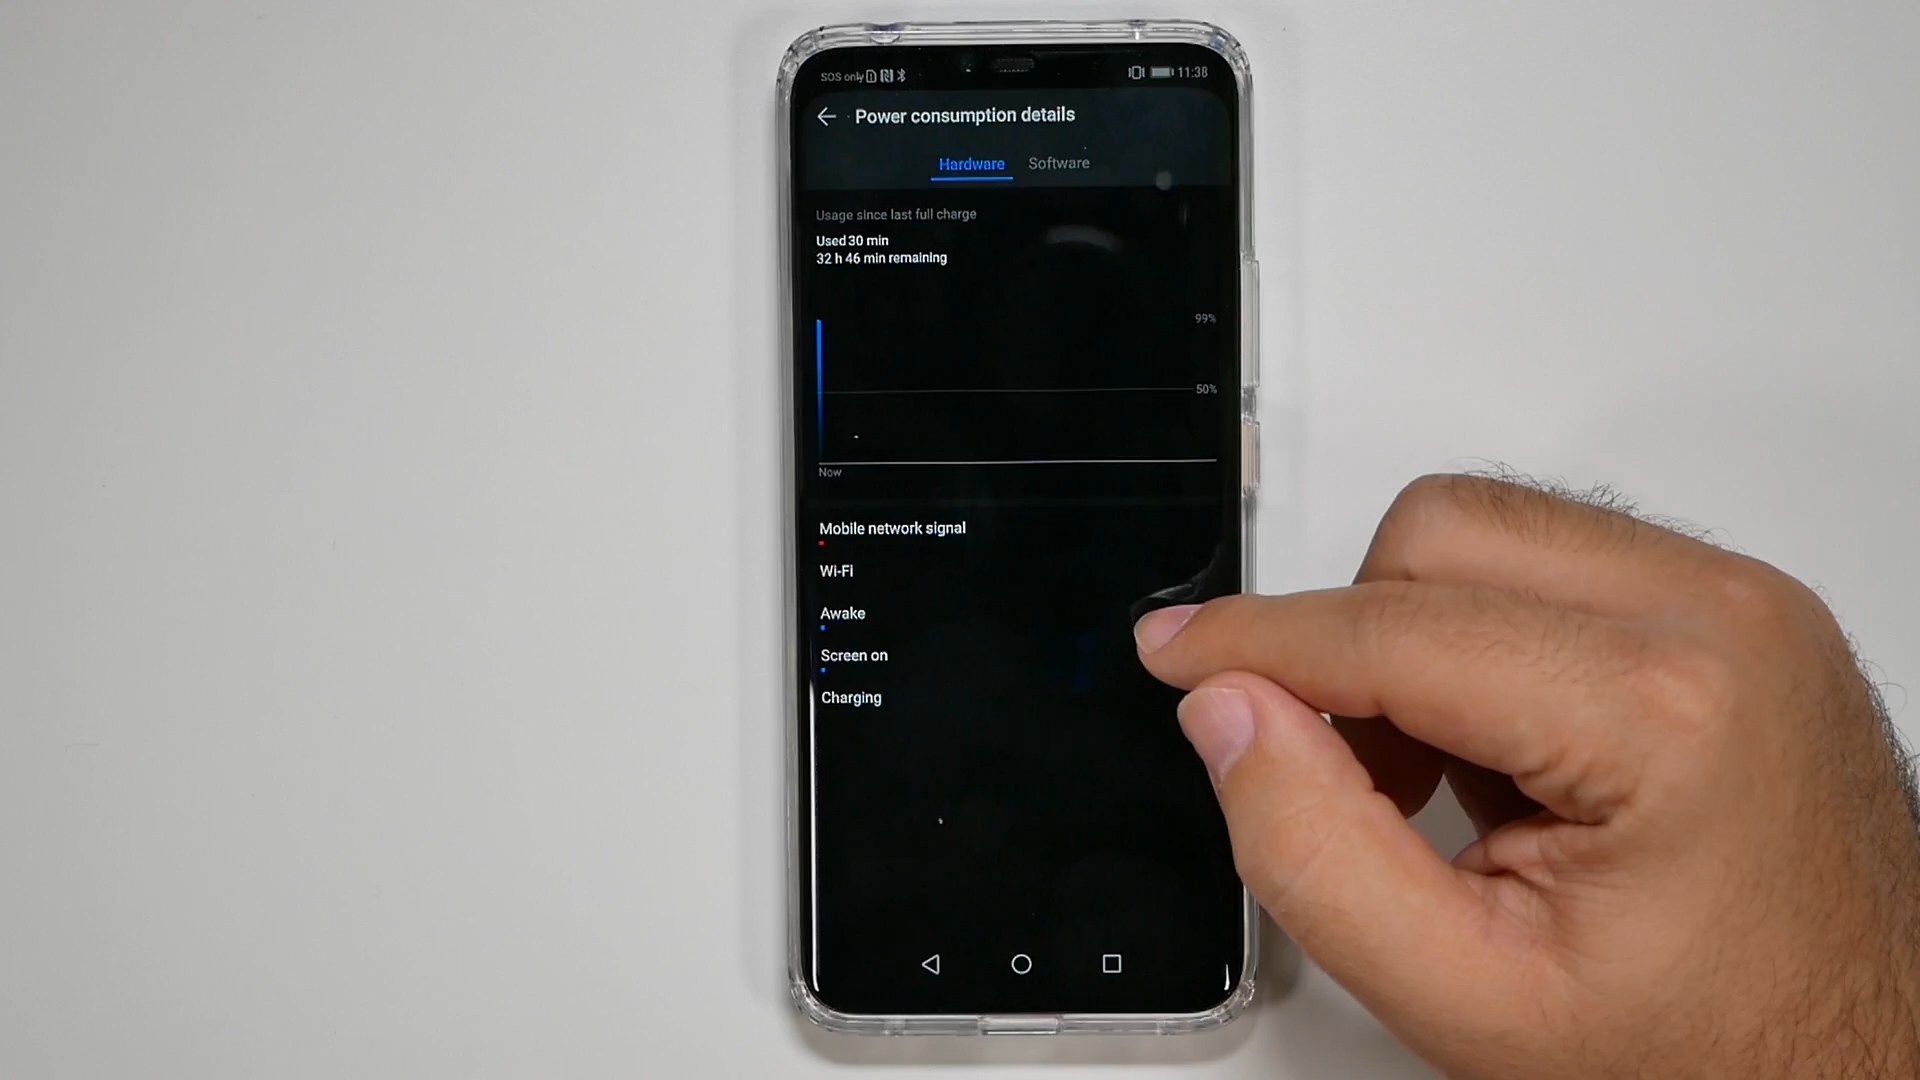 SOS only 11:38
Power consumption details
Hardware Software
Usage since last full charge
Used 30 min
32 h 46 min remaining
99%
50%
Now
Mobile network signal
Wi-Fi
Awake
Screen on
Charging